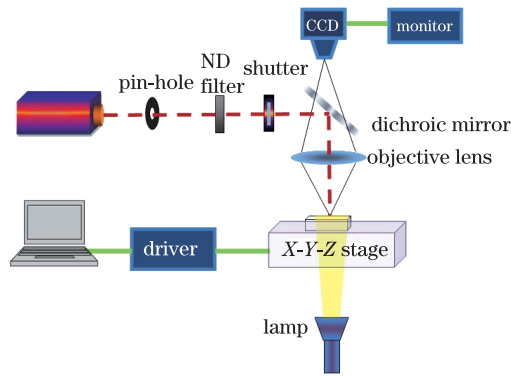 CCD
monitor
ND
filter
shutter
pin-hole
dichroic mirror
objective lens
driver
X-Y-Z stage
lamp